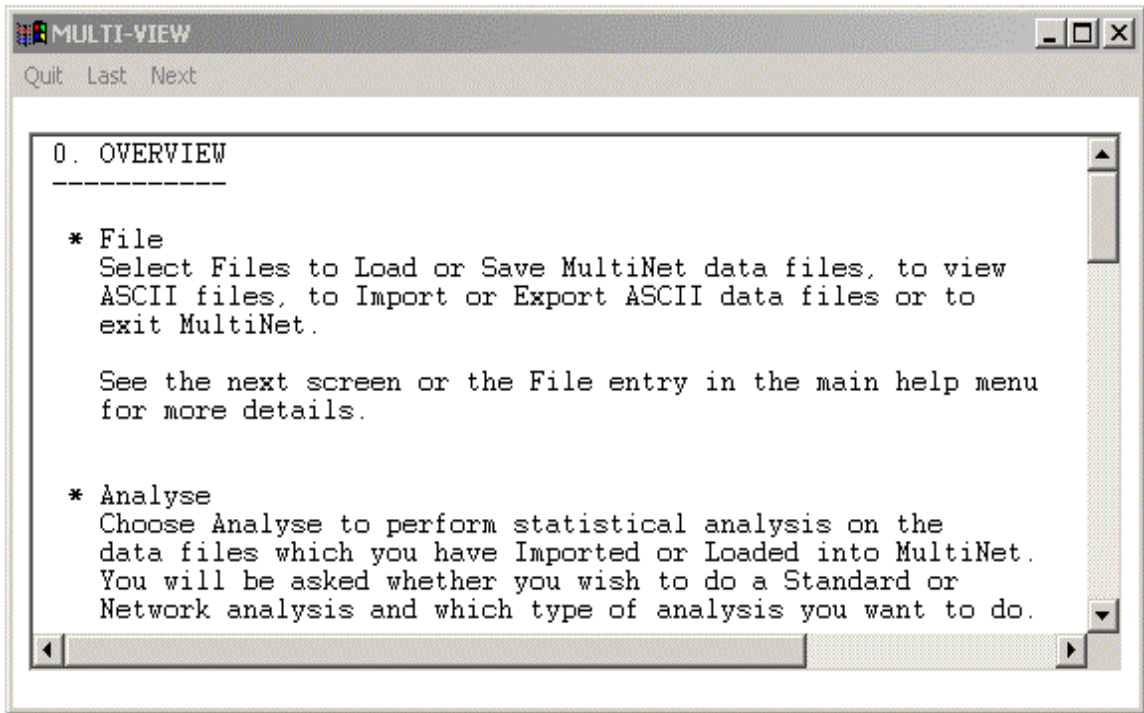 MULTI-VIEW
Quit Last Next
0. OVERVIEW
-----------
* File
Select Files to Load or Save MultiNet data files, to view
ASCII files, to Import or Export ASCII data files or to
exit MultiNet.
See the next screen or the File entry in the main help menu
for more details.
* Analyse
Choose Analyse to perform statistical analysis on the
data files which you have Imported or Loaded into MultiNet.
You will be asked whether you wish to do a Standard or
Network analysis and which type of analysis you want to do.